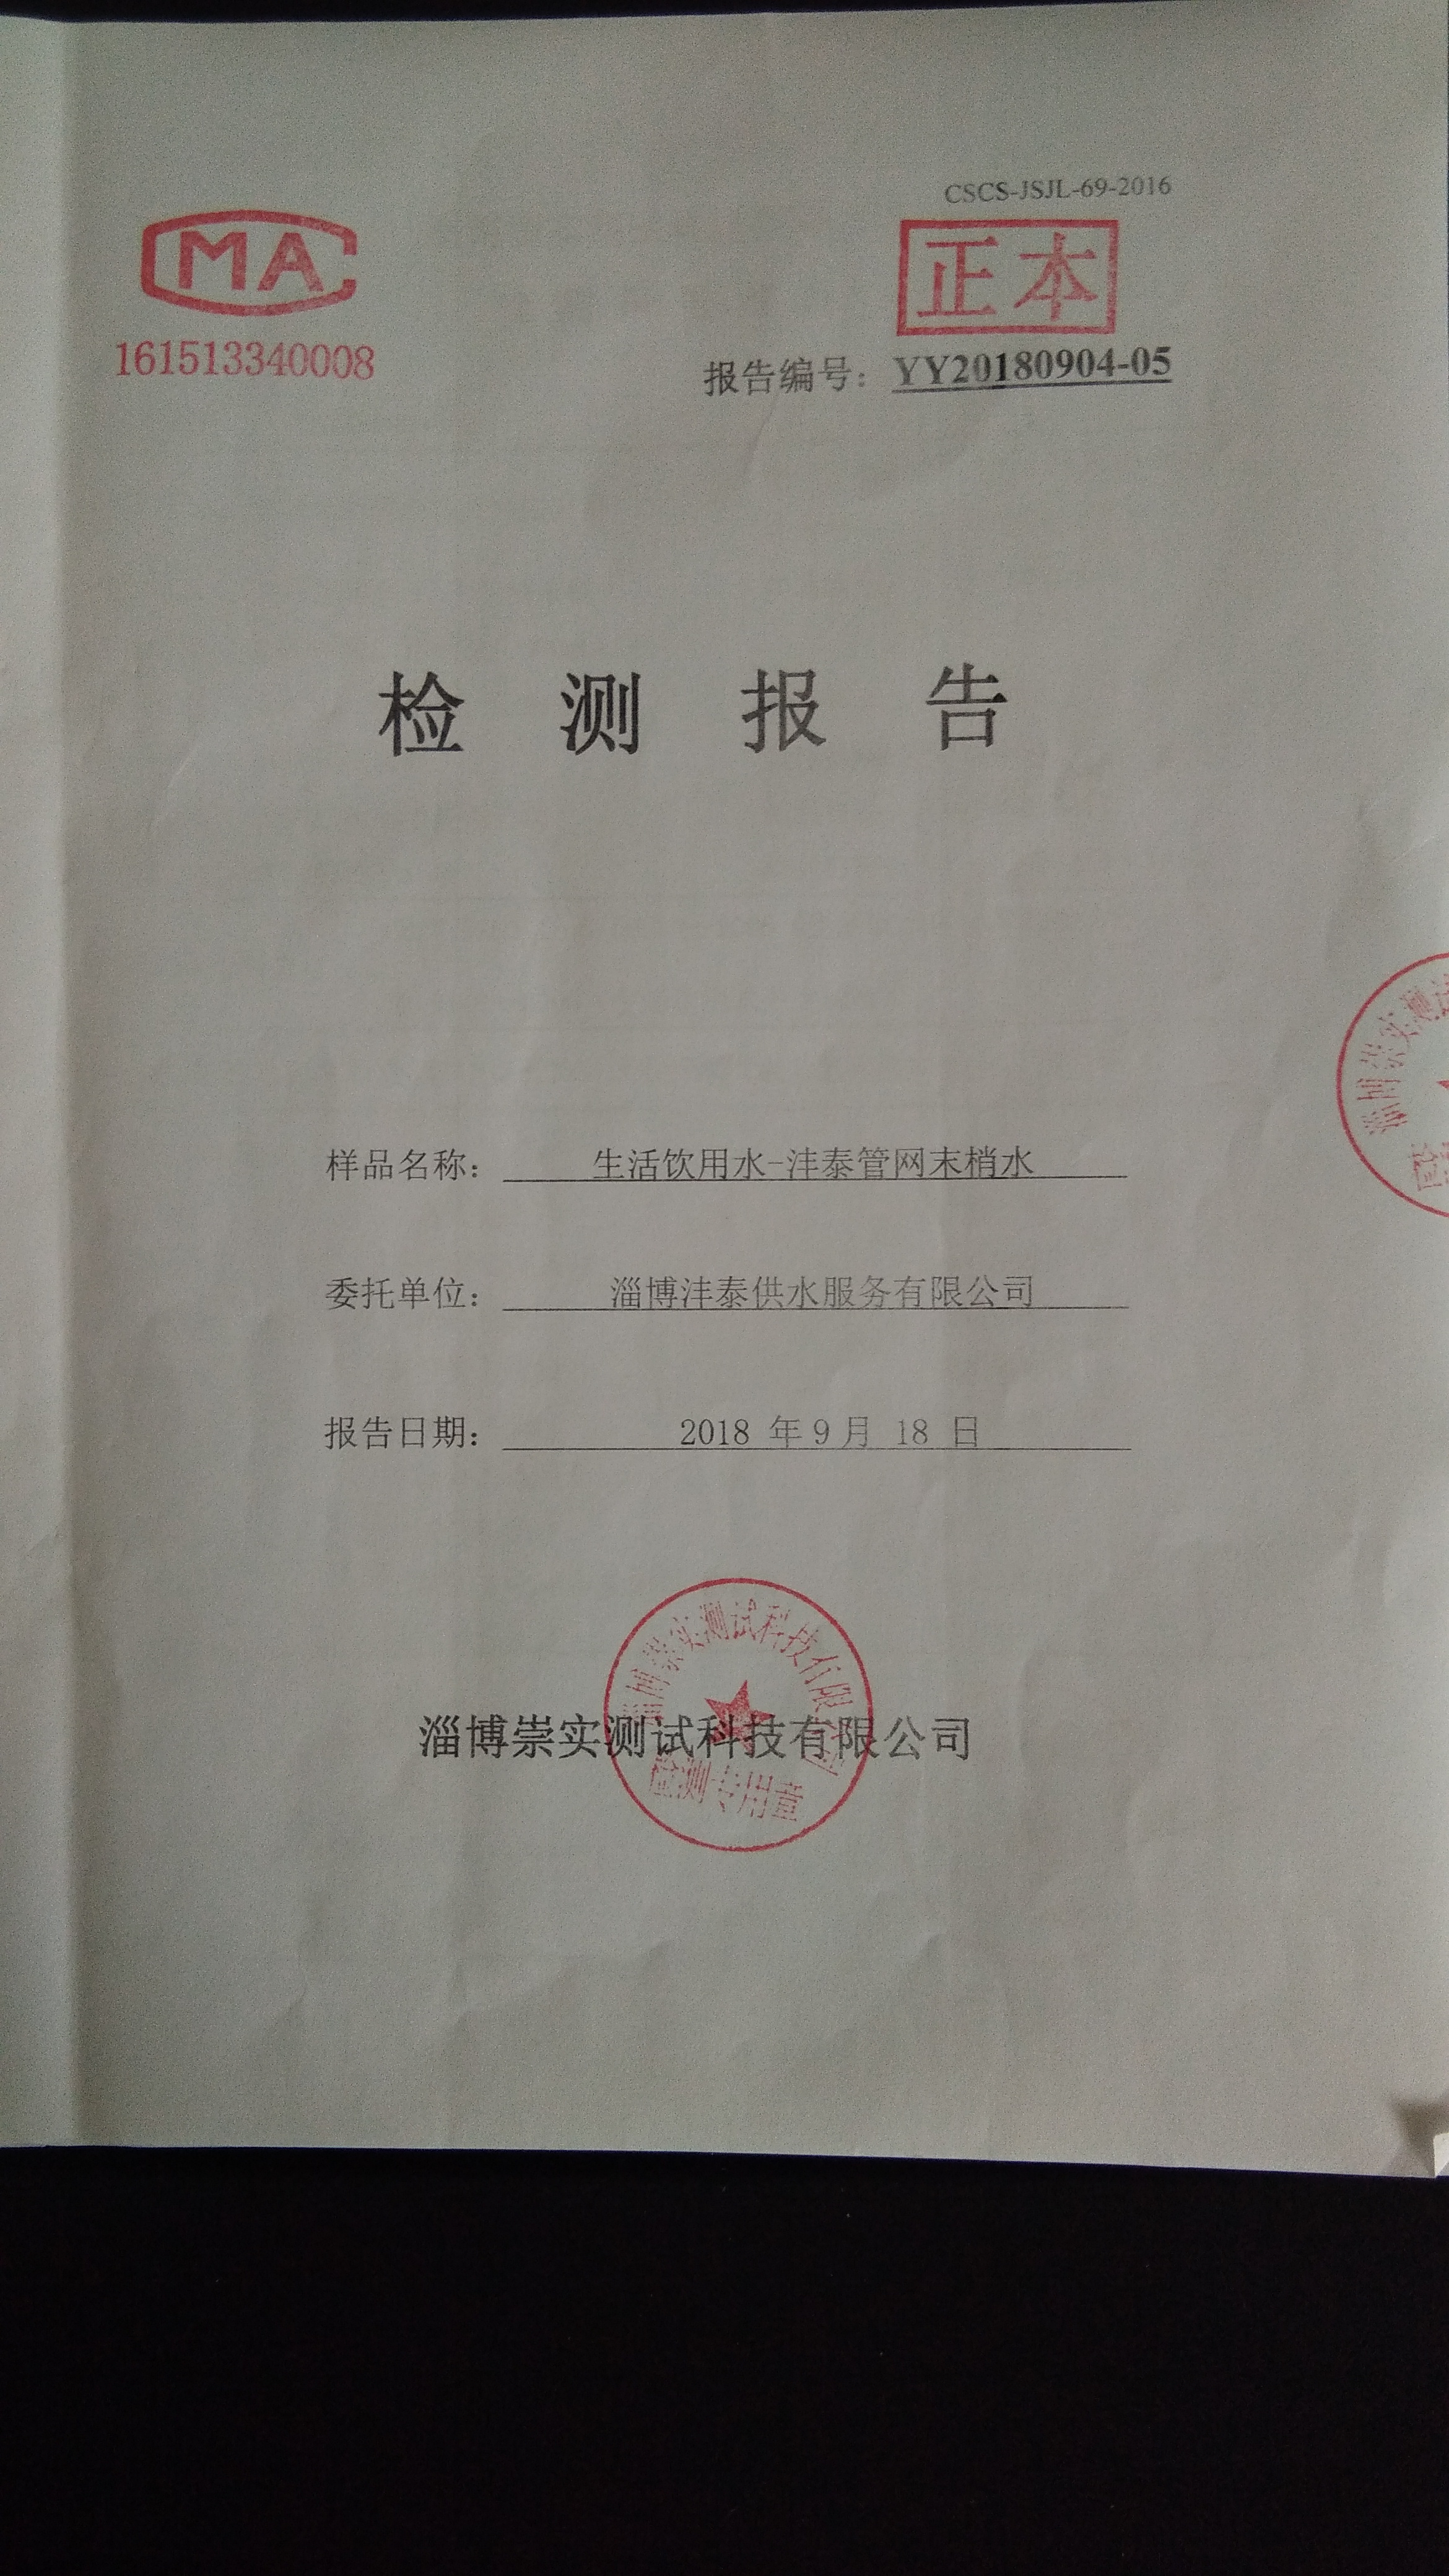 CSCS-JSJL-69-2016
MA
正本
161513340008
报告编号：YY20180904-05
检测报告
样品名称：生活饮用水-沣泰管网末梢水
委托单位：淄博沣泰供水服务有限公司
报告日期：2018 年 9 月 18 日
淄博崇实测试科技有限公司
检测专用章